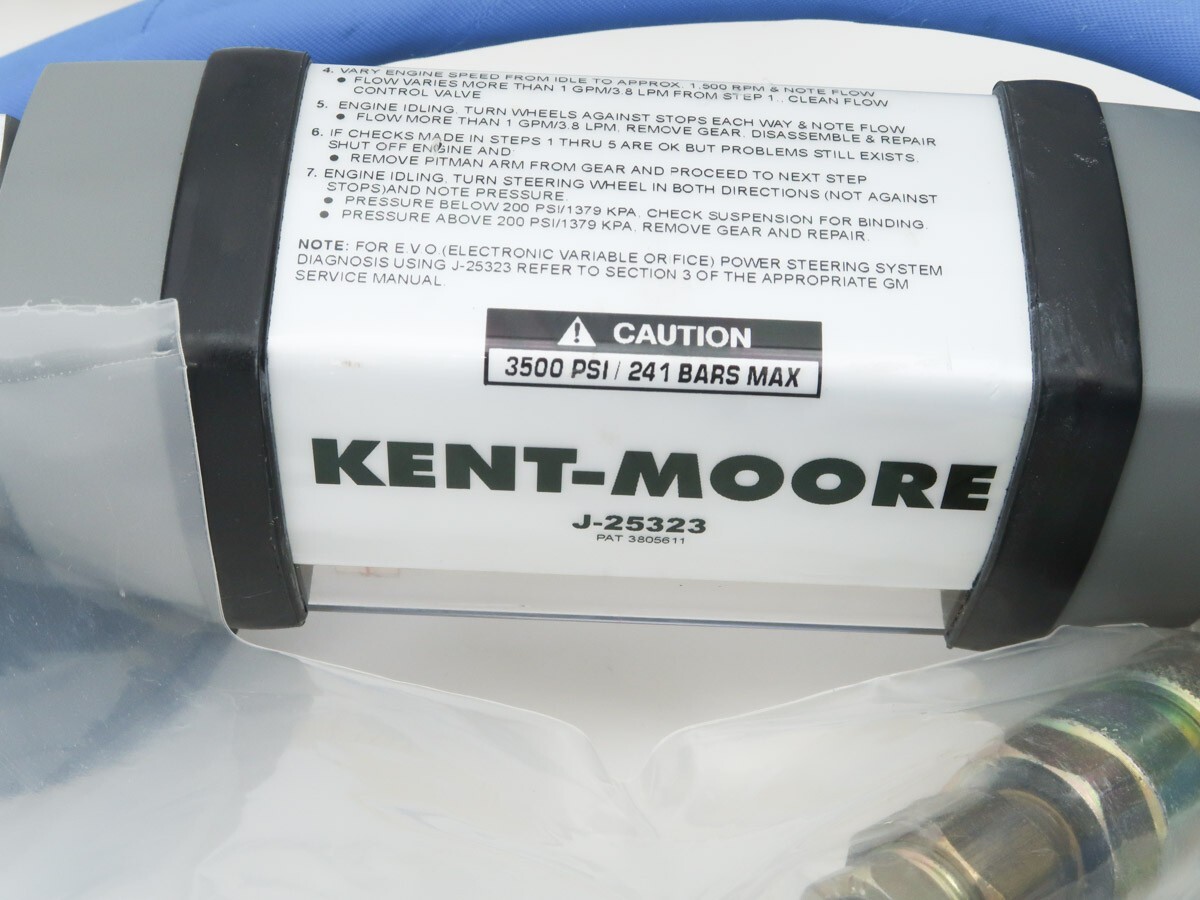 4. VARY ENGINE SPEED FROM IDLE TO APPROX. 1,500 RPM & NOTE FLOW
● FLOW VARIES MORE THAN 1 GPM/3.8 LPM FROM STEP 1.. CLEAN FLOW
CONTROL VALVE
5. ENGINE IDLING, TURN WHEELS AGAINST STOPS EACH WAY & NOTE FLOW
● FLOW MORE THAN 1 GPM/3.8 LPM, REMOVE GEAR. DISASSEMBLE & REPAIR
6. IF CHECKS MADE IN STEPS 1 THRU 5 ARE OK BUT PROBLEMS STILL EXISTS,
SHUT OFF ENGINE AND
● REMOVE PITMAN ARM FROM GEAR AND PROCEED TO NEXT STEP
7. ENGINE IDLING, TURN STEERING WHEEL IN BOTH DIRECTIONS (NOT AGAINST
STOPS)AND NOTE PRESSURE.
● PRESSURE BELOW 200 PSI/1379 KPA, CHECK SUSPENSION FOR BINDING.
● PRESSURE ABOVE 200 PSI/1379 KPA, REMOVE GEAR AND REPAIR.
NOTE: FOR E.V.O.(ELECTRONIC VARIABLE OR FICE) POWER STEERING SYSTEM
DIAGNOSIS USING J-25323 REFER TO SECTION 3 OF THE APPROPRIATE GM
SERVICE MANUAL.
CAUTION
3500 PSI / 241 BARS MAX
KENT-MOORE
J-25323
PAT 3805611